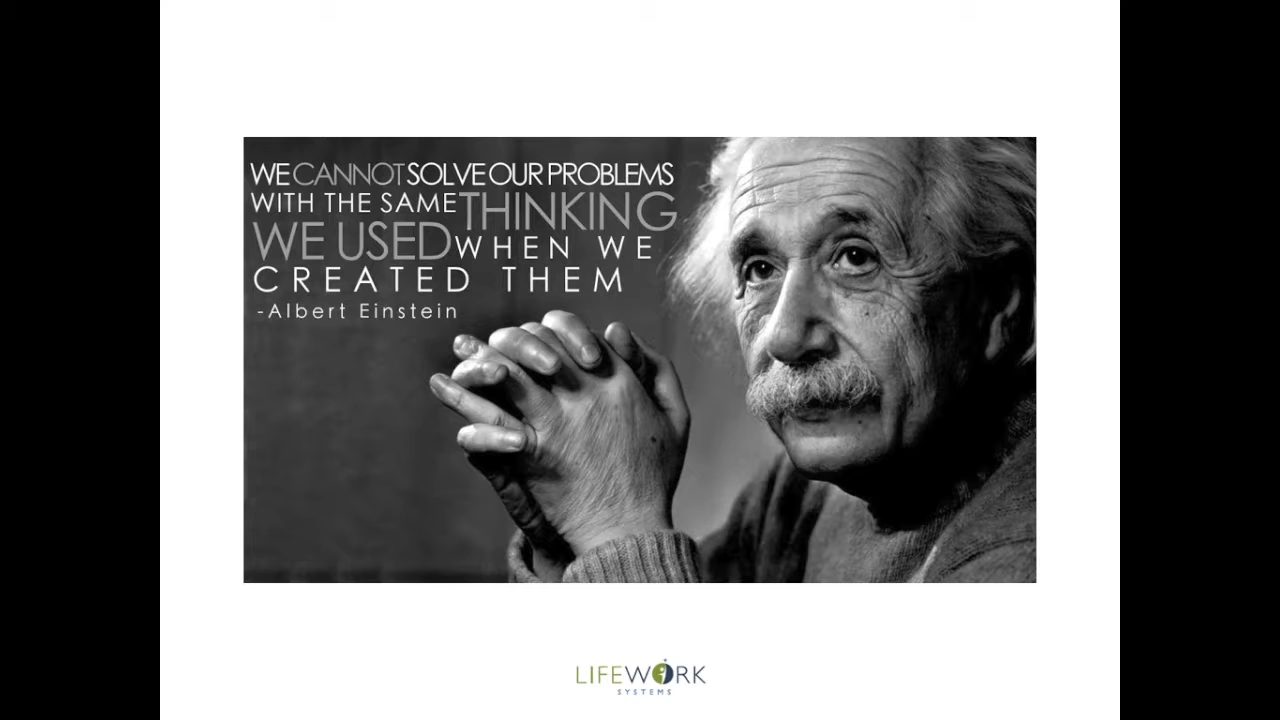 WE CANNOT SOLVE OUR PROBLEMS
WITH THE SAME THINKING
WE USED WHEN WE
CREATED THEM
-Albert Einstein
LIFEWORK
SYSTEMS